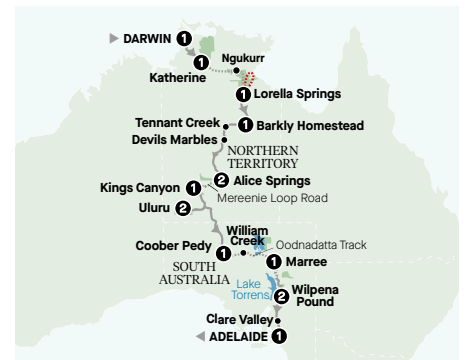 DARWIN 1
1
Katherine
Ngukurr
1 Lorella Springs
Tennant Creek
1 Barkly Homestead
Devils Marbles
NORTHERN
TERRITORY
2 Alice Springs
Kings Canyon 1
Mereenie Loop Road
Uluru 2
William
Creek
Oodnadatta Track
Coober Pedy 1
1 Marree
SOUTH
AUSTRALIA
Lake
Torrens
2 Wilpena
Pound
Clare Valley
ADELAIDE 1